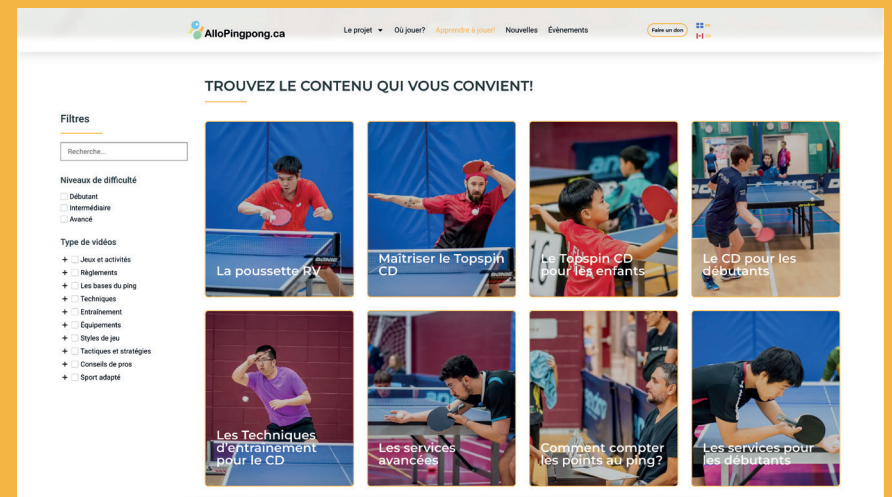 AlloPingpong.ca
Le projet
Où jouer?
Apprendre à jouer!
Nouvelles
Évènements
Faire un don
FR
TROUVEZ LE CONTENU QUI VOUS CONVIENT!
Filtres
Recherche...
Niveaux de difficulté
Débutant
Intermédiaire
Avancé
Type de vidéos
Jeux et activités
Règlements
Les bases du ping
Techniques
Entraînement
Équipements
Styles de jeu
Tactiques et stratégies
Conseils de pros
Sport adapté
La poussette RV
Maîtriser le Topspin
CD
Le Topspin CD
pour les enfants
Le CD pour les
débutants
Les Techniques
d'entrainement
pour le CD
Les services
avancées
Comment compter
les points au ping?
Les services pour
les débutants